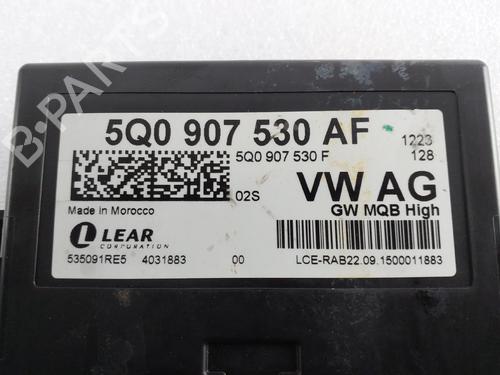 5Q0 907 530 AF 1223
5Q0 907 530 F 128
02S VW AG
Made in Morocco GW MQB High
LEAR
CORPORATION
535091RE5 4031883 00 LCE-RAB22.09.1500011883
B-PARTS